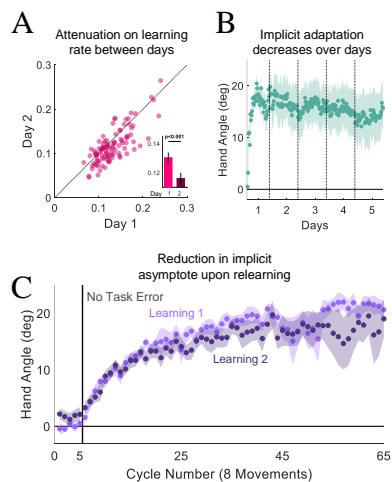 A
Attenuation on learning
rate between days
0.3
0.2
0.1
0
Day 2
0
0.1
0.2
0.3
Day 1
p<0.001
0.14
0.12
Day 1 2
B
Implicit adaptation
decreases over days
20
10
0
Hand Angle (deg)
1 2 3 4 5
Days
C
Reduction in implicit
asymptote upon relearning
No Task Error
Learning 1
Learning 2
20
10
0
Hand Angle (deg)
0 5 25 45 65
Cycle Number (8 Movements)